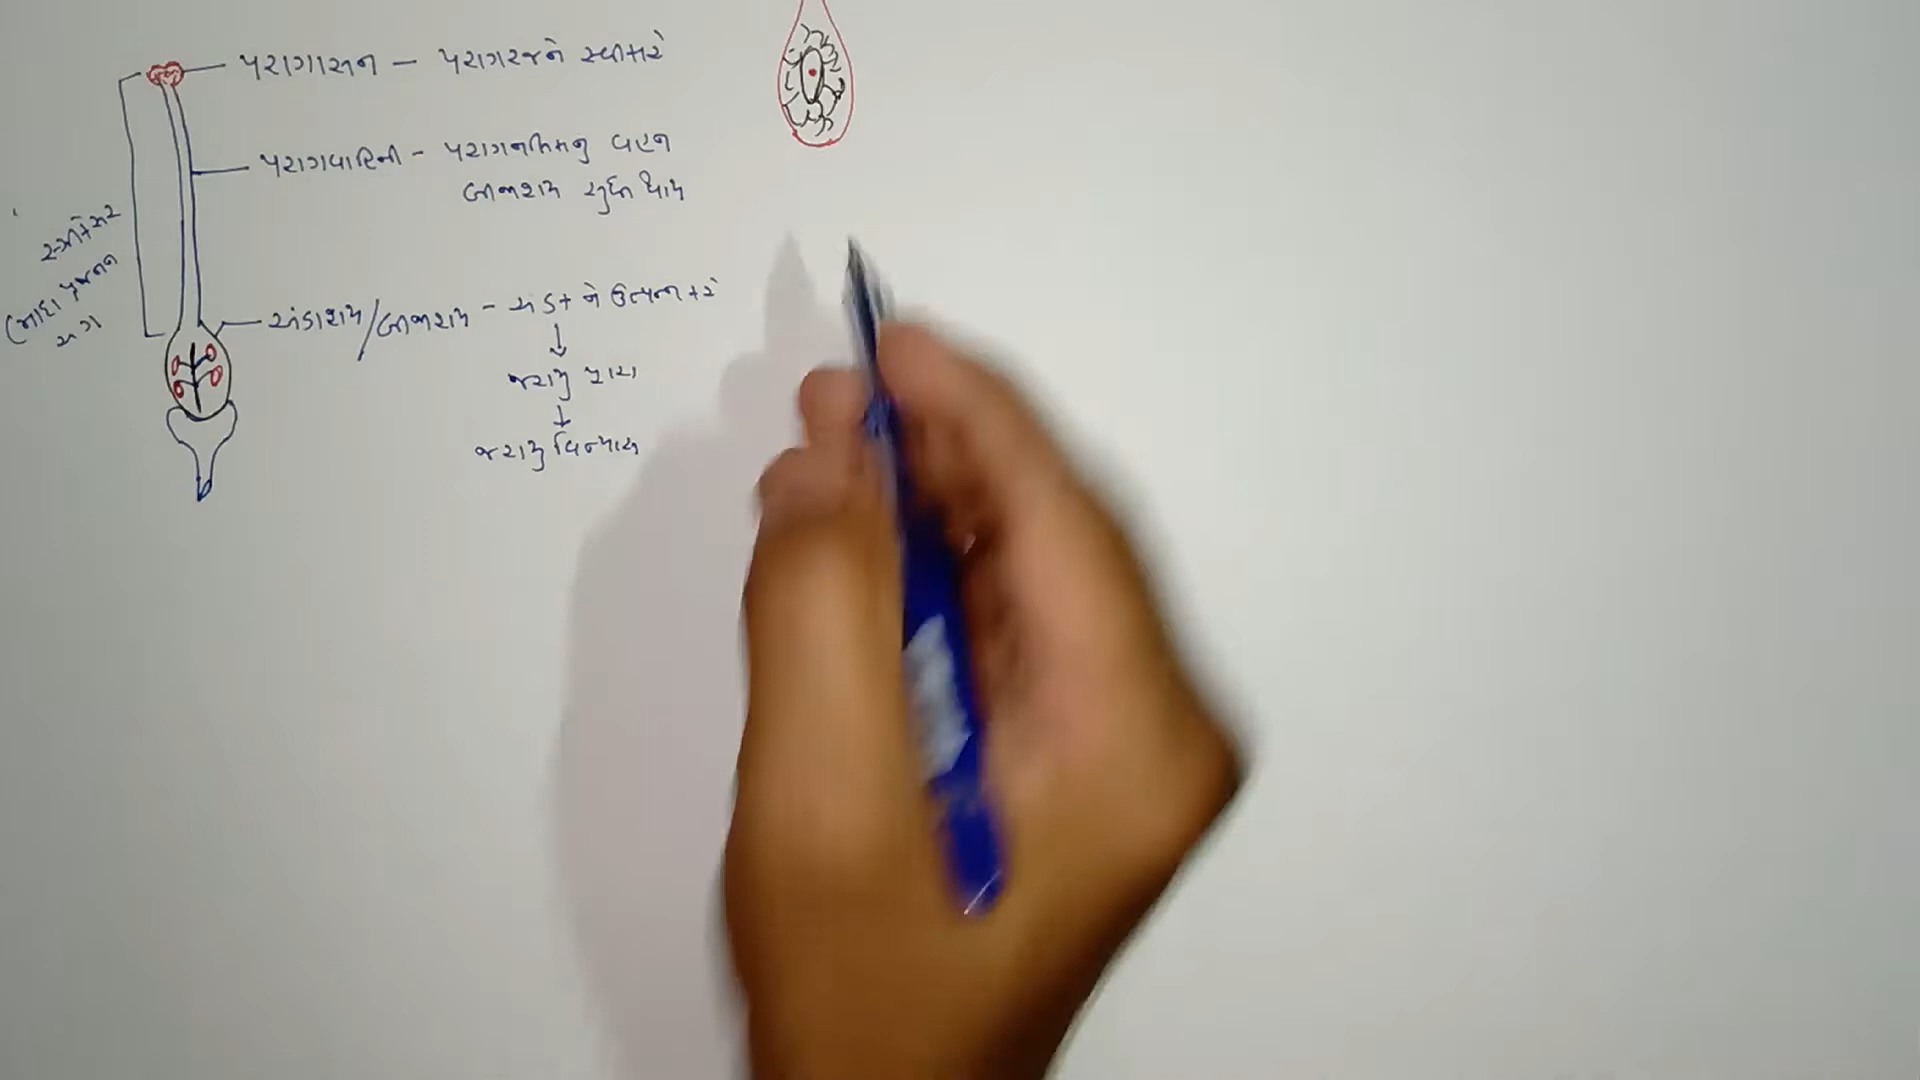 પરાગાસન - પરાગરજને સ્વીકારે
પરાગવાહિની - પરાગનલિકાનુ વહન
બીજાશય સુધી થાય
સ્ત્રીકેસર
(માદા પ્રજનન
અંગ
અંડાશય/બીજાશય - અંડકને ઉત્પન્ન કરે
↓
જરાયુ દ્વારા
↓
જરાયુ વિન્યાસ